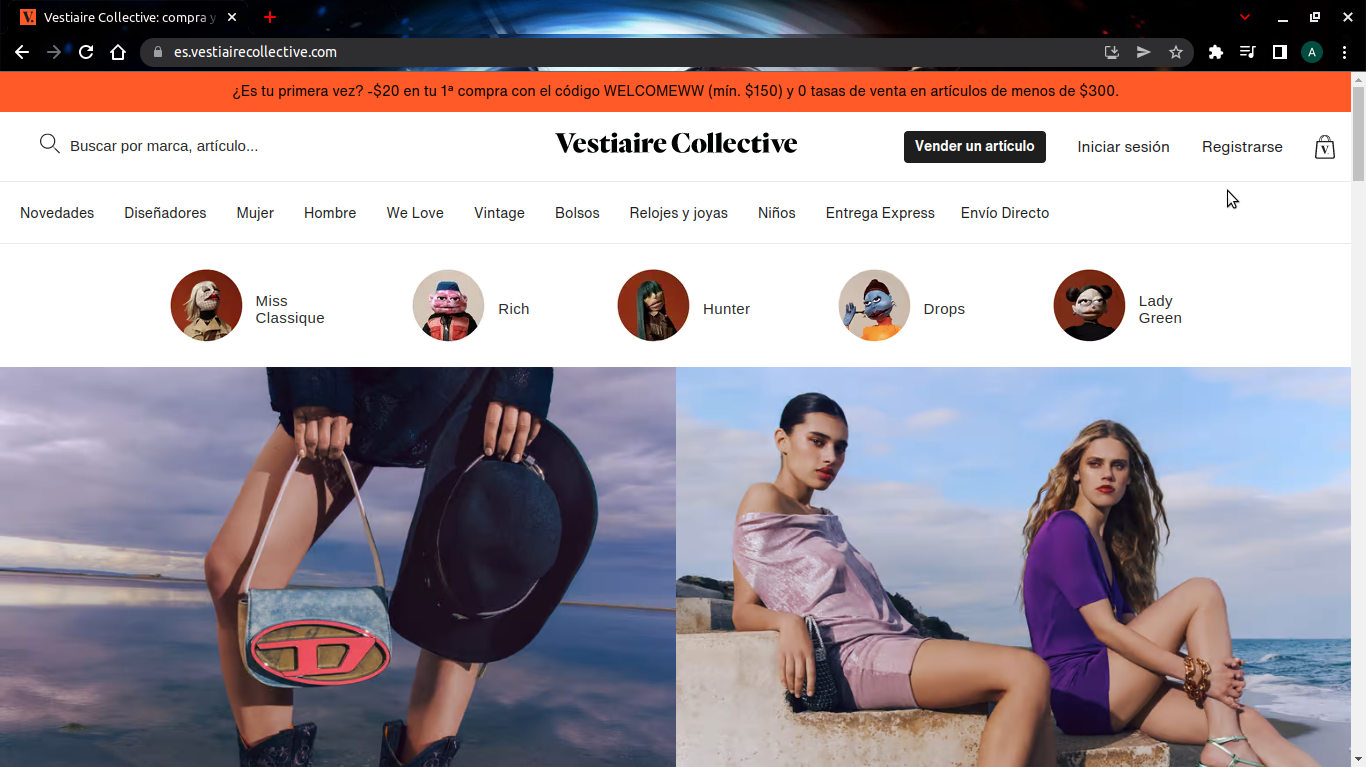 Vestiaire Collective: compra y
es.vestiairecollective.com
A
¿Es tu primera vez? -$20 en tu 1ª compra con el código WELCOMEWW (mín. $150) y 0 tasas de venta en artículos de menos de $300.
Buscar por marca, artículo...
Vestiaire Collective
Vender un artículo
Iniciar sesión
Registrarse
V
Novedades
Diseñadores
Mujer
Hombre
We Love
Vintage
Bolsos
Relojes y joyas
Niños
Entrega Express
Envío Directo
Miss
Classique
Rich
Hunter
Drops
Lady
Green
D